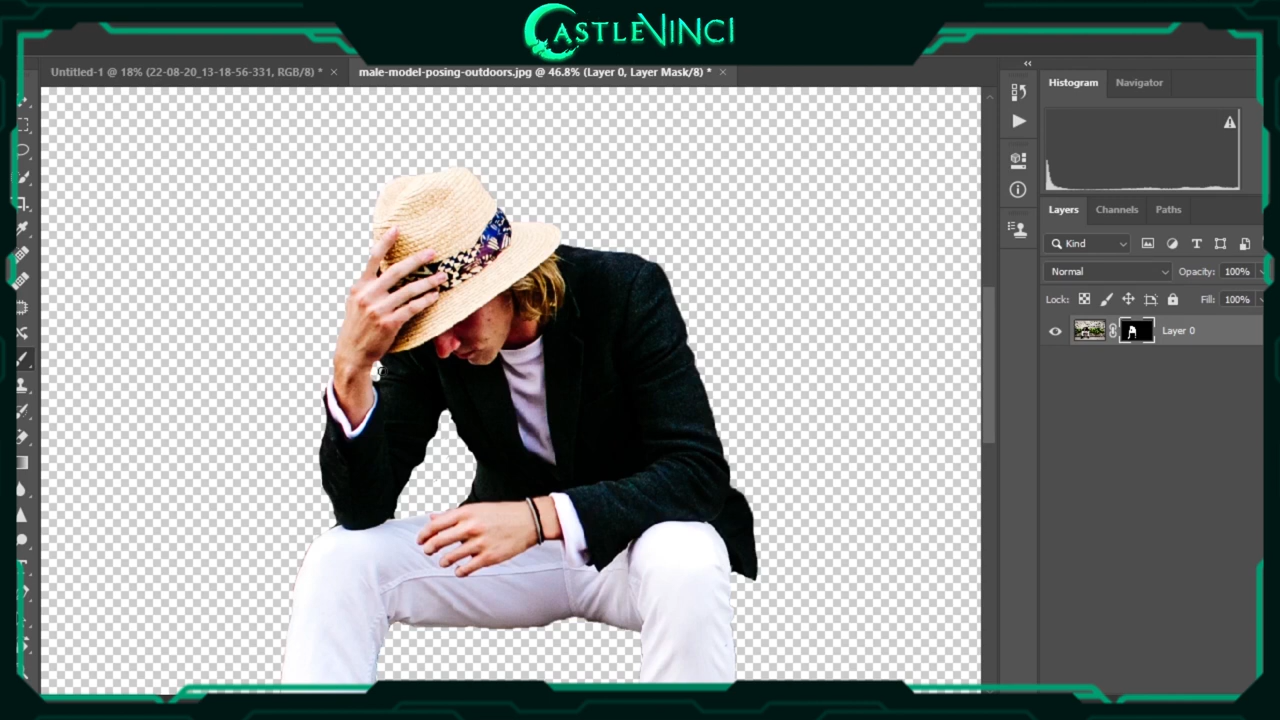 CASTLEVINCI
Untitled-1 @ 18% (22-08-20_13-18-56-331, RGB/8) * ×
male-model-posing-outdoors.jpg @ 46.8% (Layer 0, Layer Mask/8) * ×
Histogram Navigator
Layers Channels Paths
Kind
Normal Opacity: 100%
Lock: Fill: 100%
Layer 0